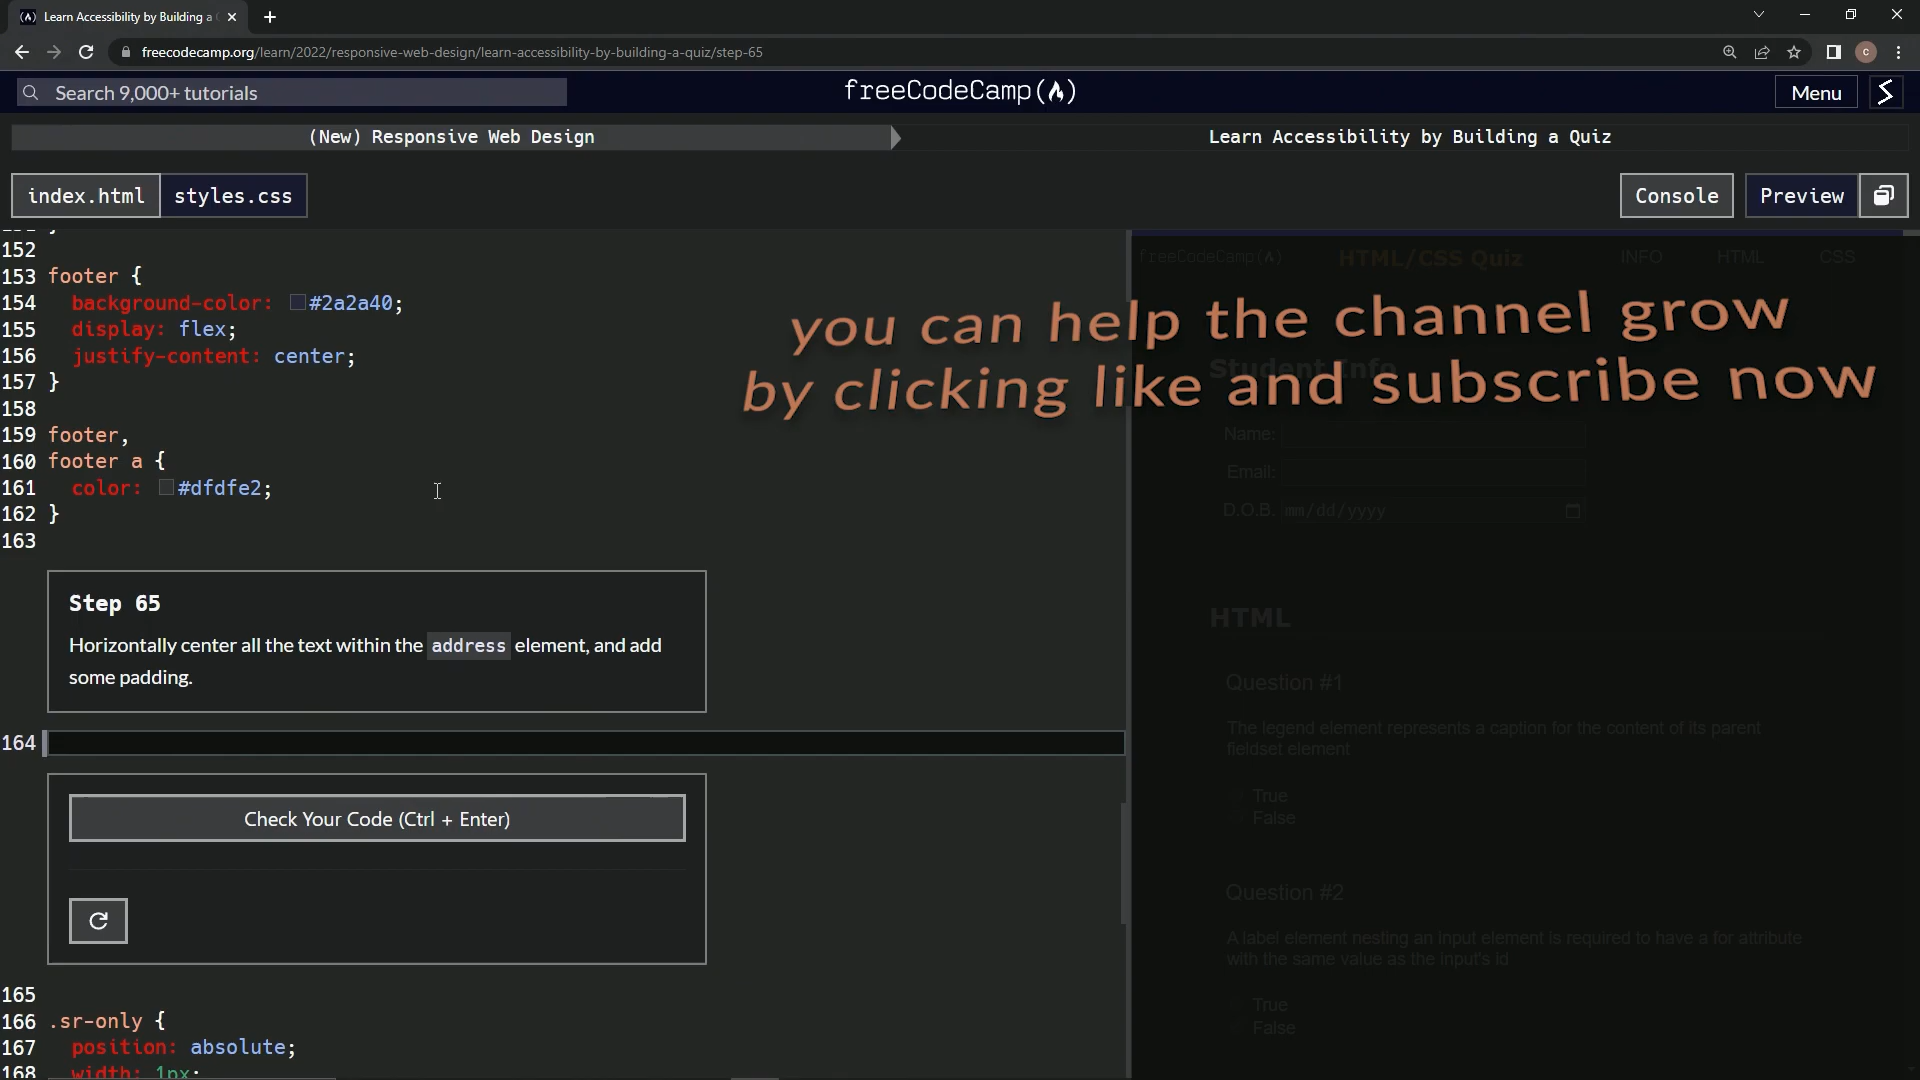 Learn Accessibility by Building a
freecodecamp.org/learn/2022/responsive-web-design/learn-accessibility-by-building-a-quiz/step-65
Search 9,000+ tutorials
freeCodeCamp
Menu
(New) Responsive Web Design
Learn Accessibility by Building a Quiz
index.html
styles.css
Console
Preview
152
153 footer {
154 background-color: #2a2a40;
155 display: flex;
156 justify-content: center;
157 }
158
159 footer,
160 footer a {
161 color: #dfdfe2;
162 }
163
Step 65
Horizontally center all the text within the address element, and add
some padding.
164
Check Your Code (Ctrl + Enter)
165
166 .sr-only {
167 position: absolute;
168 width: 1px;
freeCodeCamp
HTML/CSS Quiz
INFO
HTML
CSS
you can help the channel grow
by clicking like and subscribe now
Student Info
Name:
Email:
D.O.B. mm/dd/yyyy
HTML
Question #1
The legend element represents a caption for the content of its parent
fieldset element
True
False
Question #2
A label element nesting an input element is required to have a for attribute
with the same value as the input's id
True
False